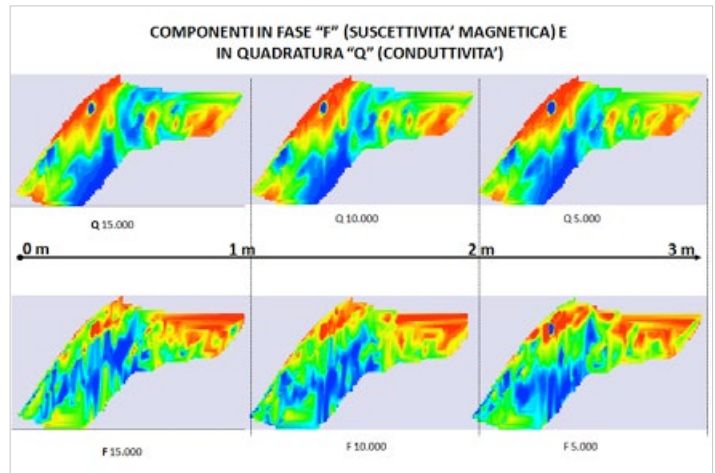 COMPONENTI IN FASE “F” (SUSCETTIVITA’ MAGNETICA) E
IN QUADRATURA “Q” (CONDUTTIVITA’)
Q 15.000
Q 10.000
Q 5.000
0 m
1 m
2 m
3 m
F 15.000
F 10.000
F 5.000